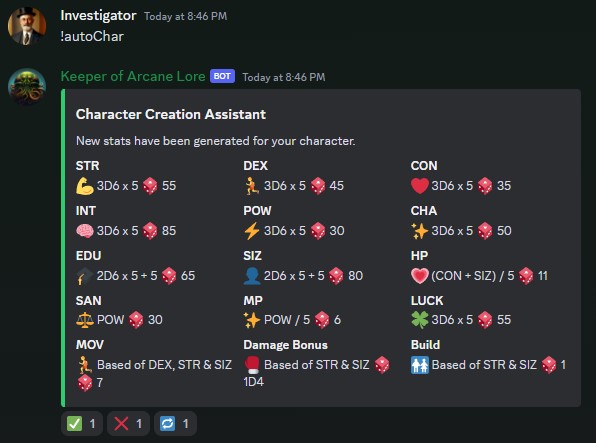 Investigator Today at 8:46 PM
!autoChar
Keeper of Arcane Lore BOT Today at 8:46 PM
Character Creation Assistant
New stats have been generated for your character.
STR DEX CON
3D6 x 5 55 3D6 x 5 45 3D6 x 5 35
INT POW CHA
3D6 x 5 85 3D6 x 5 30 3D6 x 5 50
EDU SIZ HP
2D6 x 5 + 5 65 2D6 x 5 + 5 80 (CON + SIZ) / 5 11
SAN MP LUCK
POW 30 POW / 5 6 3D6 x 5 55
MOV Damage Bonus Build
Based of DEX, STR & SIZ Based of STR & SIZ Based of STR & SIZ 1
7 1D4
1 1 1